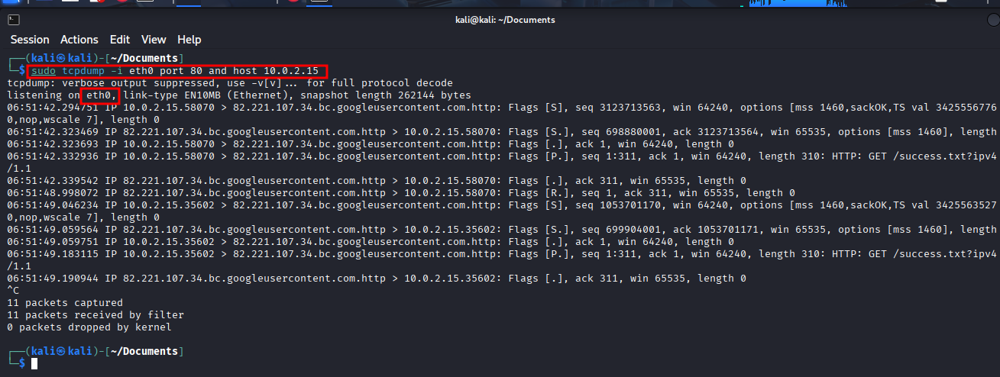 kali@kali: ~/Documents
Session Actions Edit View Help
┌──(kali㉿kali)-[~/Documents]
└─$ sudo tcpdump -i eth0 port 80 and host 10.0.2.15
tcpdump: verbose output suppressed, use -v[v]... for full protocol decode
listening on eth0, link-type EN10MB (Ethernet), snapshot length 262144 bytes
06:51:42.294751 IP 10.0.2.15.58070 > 82.221.107.34.bc.googleusercontent.com.http: Flags [S], seq 3123713563, win 64240, options [mss 1460,sackOK,TS val 3425556776
0,nop,wscale 7], length 0
06:51:42.323469 IP 82.221.107.34.bc.googleusercontent.com.http > 10.0.2.15.58070: Flags [S.], seq 698880001, ack 3123713564, win 65535, options [mss 1460], length
06:51:42.323693 IP 10.0.2.15.58070 > 82.221.107.34.bc.googleusercontent.com.http: Flags [.], ack 1, win 64240, length 0
06:51:42.332936 IP 10.0.2.15.58070 > 82.221.107.34.bc.googleusercontent.com.http: Flags [P.], seq 1:311, ack 1, win 64240, length 310: HTTP: GET /success.txt?ipv4
/1.1
06:51:42.339542 IP 82.221.107.34.bc.googleusercontent.com.http > 10.0.2.15.58070: Flags [.], ack 311, win 65535, length 0
06:51:48.998072 IP 82.221.107.34.bc.googleusercontent.com.http > 10.0.2.15.58070: Flags [R.], seq 1, ack 311, win 65535, length 0
06:51:49.046234 IP 10.0.2.15.35602 > 82.221.107.34.bc.googleusercontent.com.http: Flags [S], seq 1053701170, win 64240, options [mss 1460,sackOK,TS val 3425563527
0,nop,wscale 7], length 0
06:51:49.059564 IP 82.221.107.34.bc.googleusercontent.com.http > 10.0.2.15.35602: Flags [S.], seq 699904001, ack 1053701171, win 65535, options [mss 1460], length
06:51:49.059751 IP 10.0.2.15.35602 > 82.221.107.34.bc.googleusercontent.com.http: Flags [.], ack 1, win 64240, length 0
06:51:49.183115 IP 10.0.2.15.35602 > 82.221.107.34.bc.googleusercontent.com.http: Flags [P.], seq 1:311, ack 1, win 64240, length 310: HTTP: GET /success.txt?ipv4
/1.1
06:51:49.190944 IP 82.221.107.34.bc.googleusercontent.com.http > 10.0.2.15.35602: Flags [.], ack 311, win 65535, length 0
^C
11 packets captured
11 packets received by filter
0 packets dropped by kernel
┌──(kali㉿kali)-[~/Documents]
└─$